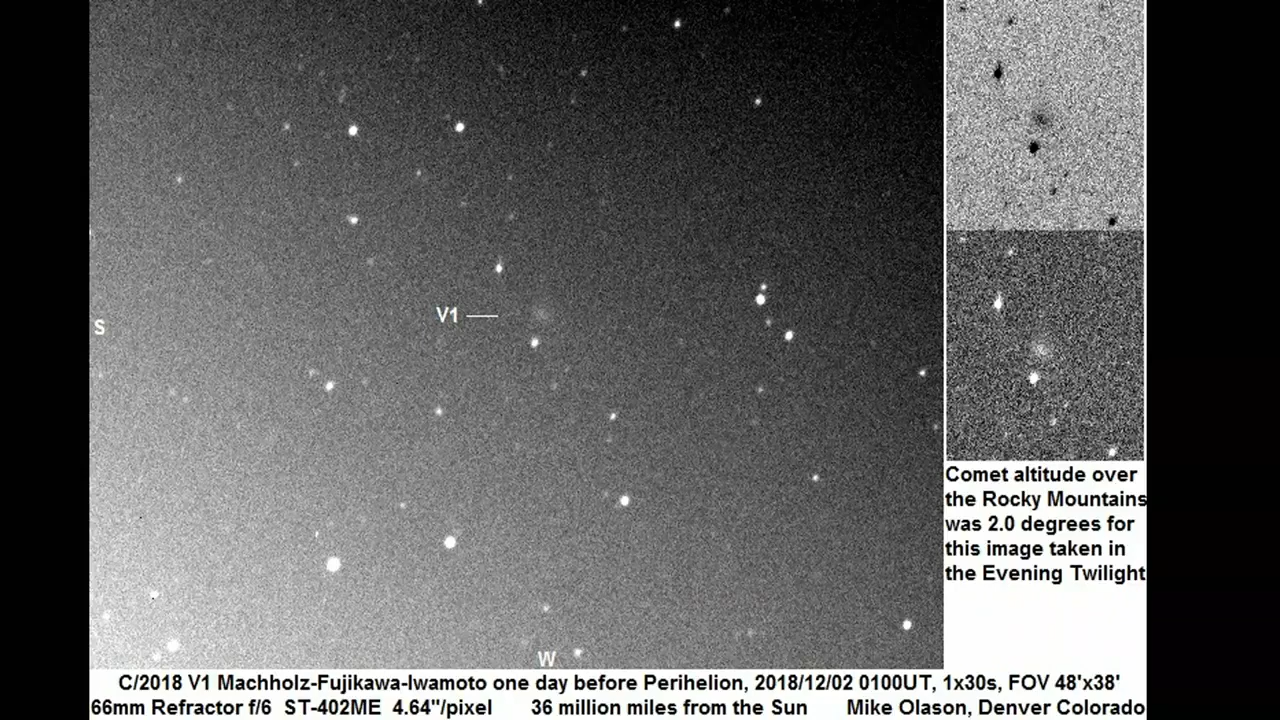 V1
S
W
Comet altitude over
the Rocky Mountains
was 2.0 degrees for
this image taken in
the Evening Twilight
C/2018 V1 Machholz-Fujikawa-Iwamoto one day before Perihelion, 2018/12/02 0100UT, 1x30s, FOV 48'x38'
66mm Refractor f/6 ST-402ME 4.64"/pixel 36 million miles from the Sun Mike Olason, Denver Colorado